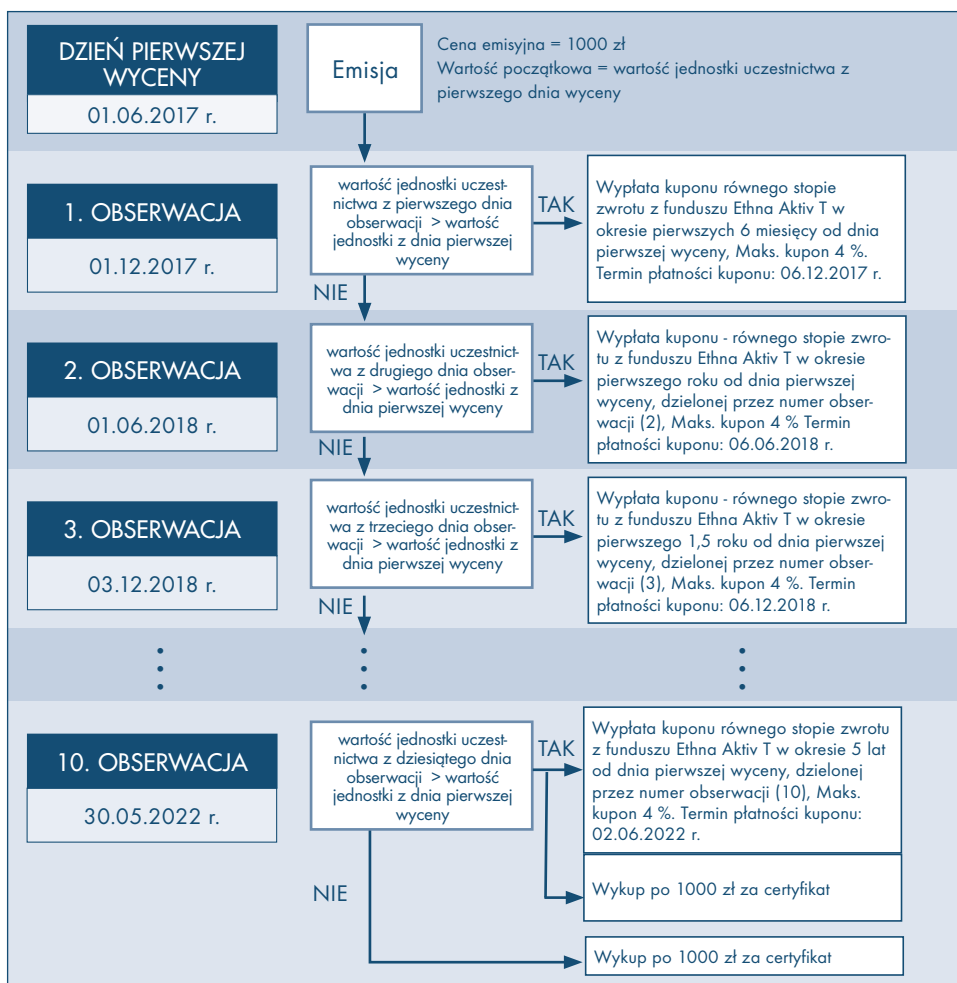 DZIEŃ PIERWSZEJ
WYCENY
01.06.2017 r.
Emisja
Cena emisyjna = 1000 zł
Wartość początkowa = wartość jednostki uczestnictwa z
pierwszego dnia wyceny
1. OBSERWACJA
01.12.2017 r.
wartość jednostki uczest-
nictwa z pierwszego dnia
obserwacji > wartość
jednostki z dnia pierwszej
wyceny
TAK
Wypłata kuponu równego stopie
zwrotu z funduszu Ethna Aktiv T w
okresie pierwszych 6 miesięcy od dnia
pierwszej wyceny, Maks. kupon 4 %.
Termin płatności kuponu: 06.12.2017 r.
NIE
2. OBSERWACJA
01.06.2018 r.
wartość jednostki uczestnict-
wa z drugiego dnia obser-
wacji > wartość jednostki z
dnia pierwszej wyceny
TAK
Wypłata kuponu - równego stopie zwro-
tu z funduszu Ethna Aktiv T w okresie
pierwszego roku od dnia pierwszej
wyceny, dzielonej przez numer obser-
wacji (2), Maks. kupon 4 % Termin
płatności kuponu: 06.06.2018 r.
NIE
3. OBSERWACJA
03.12.2018 r.
wartość jednostki uczestnict-
wa z trzeciego dnia obser-
wacji > wartość jednostki z
dnia pierwszej wyceny
TAK
Wypłata kuponu - równego stopie zwro-
tu z funduszu Ethna Aktiv T w okresie
pierwszego 1,5 roku od dnia pierwszej
wyceny, dzielonej przez numer obser-
wacji (3), Maks. kupon 4 %. Termin
płatności kuponu: 06.12.2018 r.
NIE
10. OBSERWACJA
30.05.2022 r.
wartość jednostki uczest-
nictwa z dziesiątego dnia
obserwacji > wartość
jednostki z dnia pierwszej
wyceny
TAK
Wypłata kuponu równego stopie zwrotu
z funduszu Ethna Aktiv T w okresie 5 lat
od dnia pierwszej wyceny, dzielonej
przez numer obserwacji (10), Maks.
kupon 4 %. Termin płatności kuponu:
02.06.2022 r.
NIE
Wykup po 1000 zł za certyfikat
Wykup po 1000 zł za certyfikat